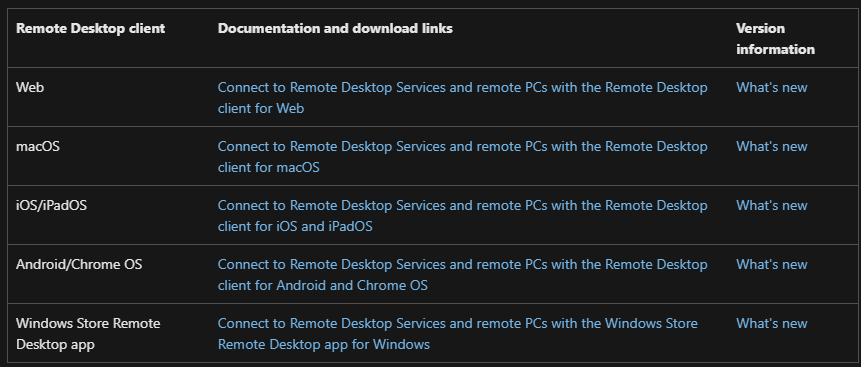 Remote Desktop client
Documentation and download links
Version
information
Web
Connect to Remote Desktop Services and remote PCs with the Remote Desktop
client for Web
What's new
macOS
Connect to Remote Desktop Services and remote PCs with the Remote Desktop
client for macOS
What's new
iOS/iPadOS
Connect to Remote Desktop Services and remote PCs with the Remote Desktop
client for iOS and iPadOS
What's new
Android/Chrome OS
Connect to Remote Desktop Services and remote PCs with the Remote Desktop
client for Android and Chrome OS
What's new
Windows Store Remote
Desktop app
Connect to Remote Desktop Services and remote PCs with the Windows Store
Remote Desktop app for Windows
What's new